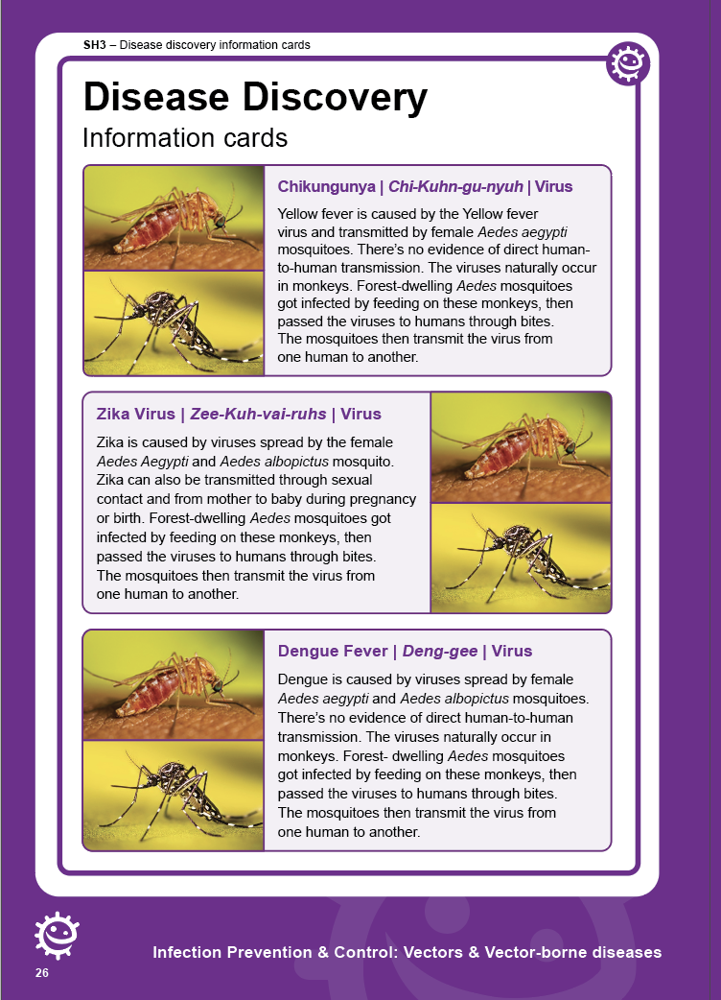 SH3 – Disease discovery information cards
Disease Discovery
Information cards
Chikungunya | Chi-Kuhn-gu-nyuh | Virus
Yellow fever is caused by the Yellow fever
virus and transmitted by female Aedes aegypti
mosquitoes. There's no evidence of direct human-
to-human transmission. The viruses naturally occur
in monkeys. Forest-dwelling Aedes mosquitoes
got infected by feeding on these monkeys, then
passed the viruses to humans through bites.
The mosquitoes then transmit the virus from
one human to another.
Zika Virus | Zee-Kuh-vai-ruhs | Virus
Zika is caused by viruses spread by the female
Aedes Aegypti and Aedes albopictus mosquito.
Zika can also be transmitted through sexual
contact and from mother to baby during pregnancy
or birth. Forest-dwelling Aedes mosquitoes got
infected by feeding on these monkeys, then
passed the viruses to humans through bites.
The mosquitoes then transmit the virus from
one human to another.
Dengue Fever | Deng-gee | Virus
Dengue is caused by viruses spread by female
Aedes aegypti and Aedes albopictus mosquitoes.
There's no evidence of direct human-to-human
transmission. The viruses naturally occur in
monkeys. Forest- dwelling Aedes mosquitoes
got infected by feeding on these monkeys, then
passed the viruses to humans through bites.
The mosquitoes then transmit the virus from
one human to another.
Infection Prevention & Control: Vectors & Vector-borne diseases
26